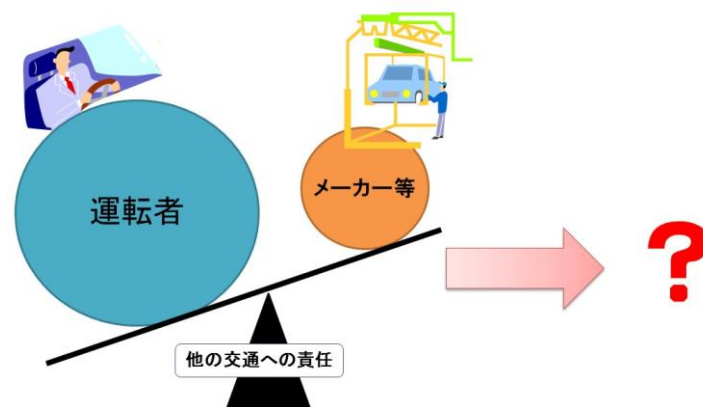 運転者
メーカー等
?
他の交通への責任